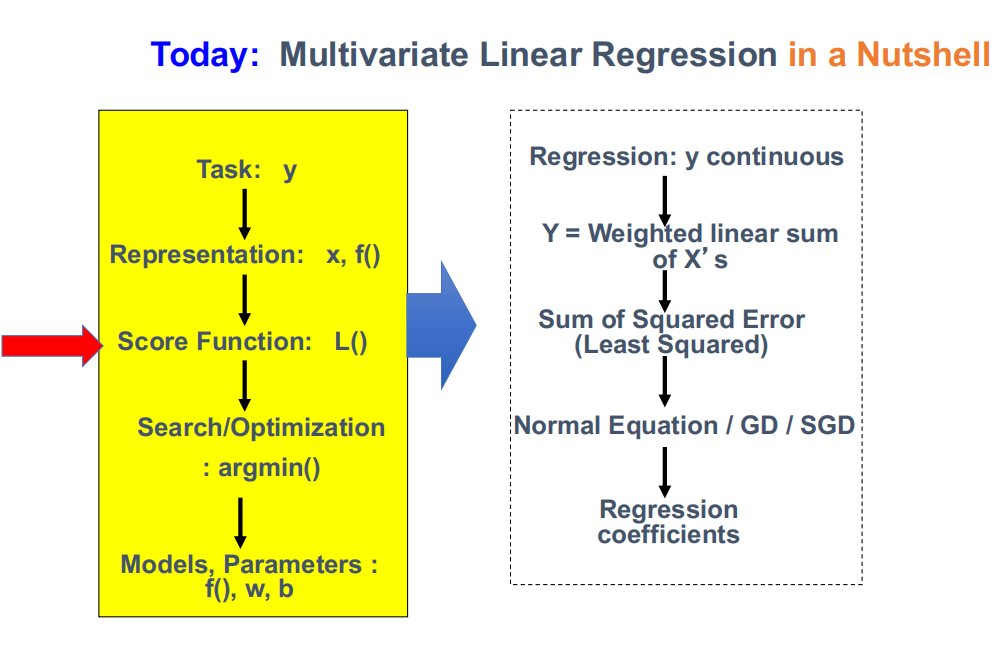 Today: Multivariate Linear Regression in a Nutshell
Task: y
Representation: x, f()
Score Function: L()
Search/Optimization
: argmin()
Models, Parameters :
f(), w, b
Regression: y continuous
Y = Weighted linear sum
of X’s
Sum of Squared Error
(Least Squared)
Normal Equation / GD / SGD
Regression
coefficients